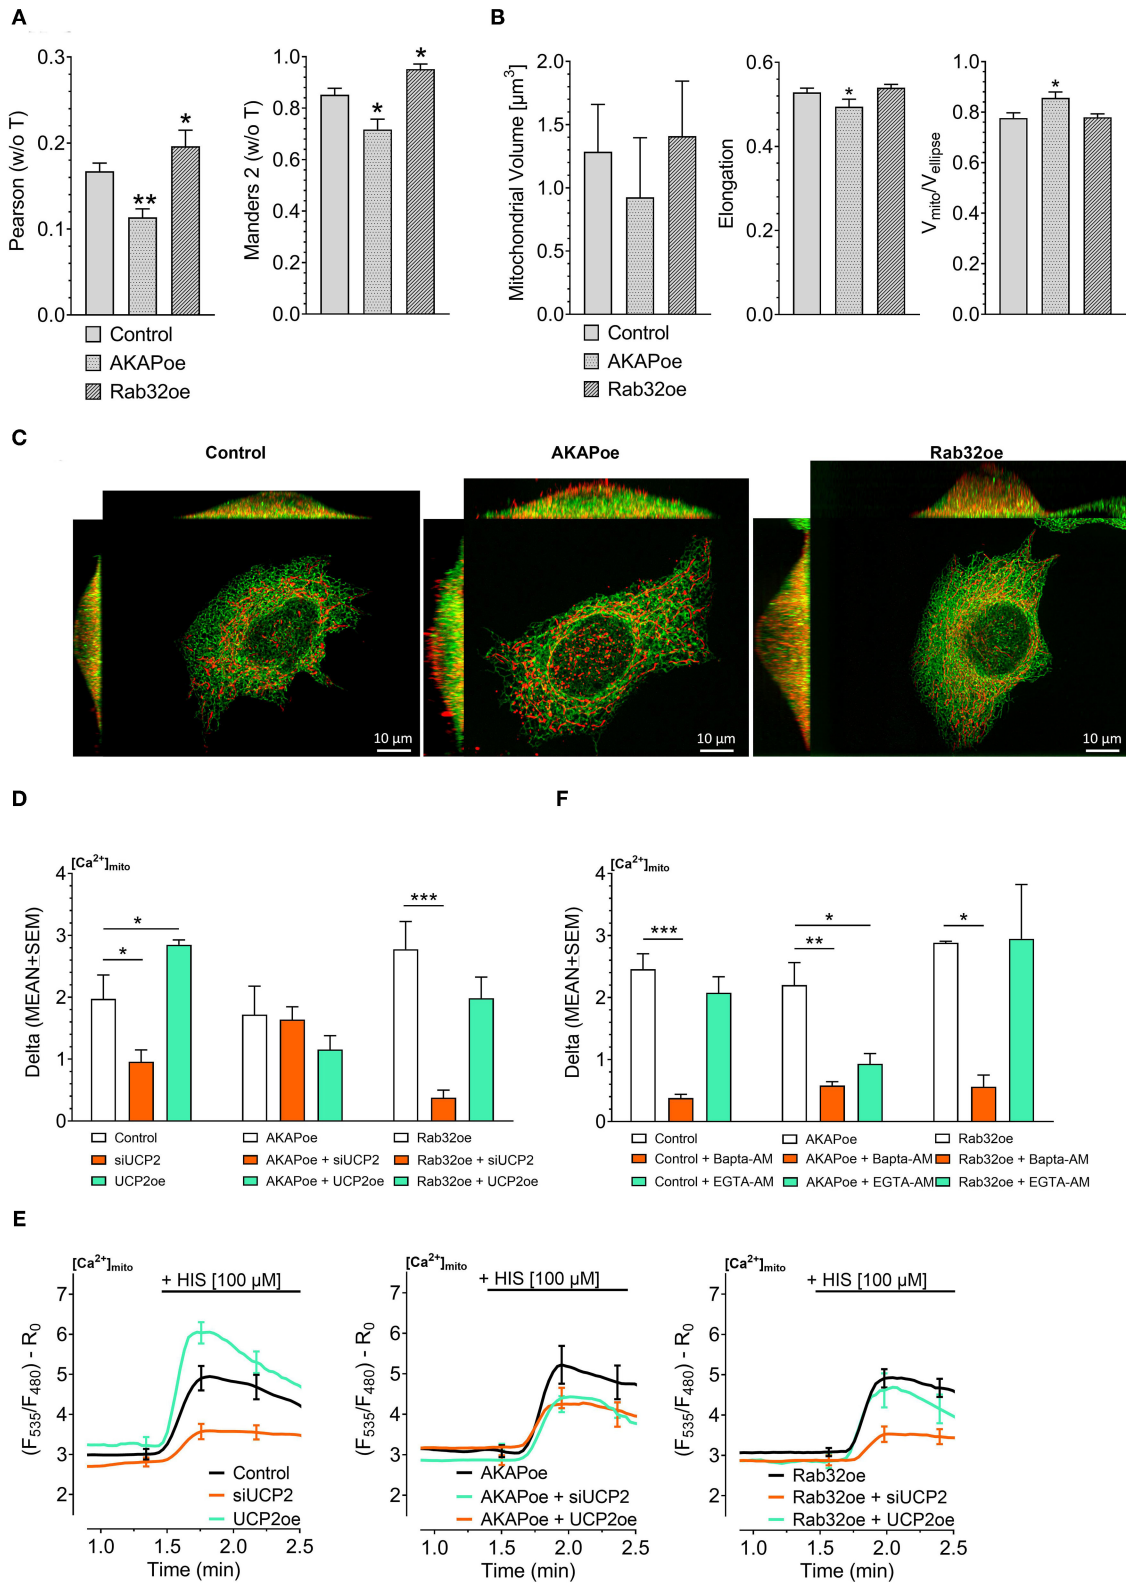 A
B
Pearson (w/o T)
0.3
0.2
0.1
0.0
**
*
Manders 2 (w/o T)
1.0
0.8
0.6
0.4
0.2
0.0
*
*
Control
AKAPoe
Rab32oe
Mitochondrial Volume [µm³]
2.0
1.5
1.0
0.5
0.0
Elongation
0.6
0.4
0.2
0.0
*
Vmito/Vellipse
1.0
0.8
0.6
0.4
0.2
0.0
*
Control
AKAPoe
Rab32oe
C
Control
AKAPoe
Rab32oe
10 µm
10 µm
10 µm
D
[Ca2+]mito
Delta (MEAN±SEM)
4
3
2
1
0
*
*
***
Control
siUCP2
UCP2oe
AKAPoe
AKAPoe + siUCP2
AKAPoe + UCP2oe
Rab32oe
Rab32oe + siUCP2
Rab32oe + UCP2oe
F
[Ca2+]mito
Delta (MEAN±SEM)
4
3
2
1
0
***
*
**
*
Control
Control + Bapta-AM
Control + EGTA-AM
AKAPoe
AKAPoe + Bapta-AM
AKAPoe + EGTA-AM
Rab32oe
Rab32oe + Bapta-AM
Rab32oe + EGTA-AM
E
[Ca2+]mito
+ HIS [100 µM]
(F535/F480) - R0
7
6
5
4
3
2
Control
siUCP2
UCP2oe
1.0 1.5 2.0 2.5
Time (min)
[Ca2+]mito
+ HIS [100 µM]
(F535/F480) - R0
7
6
5
4
3
2
AKAPoe
AKAPoe + siUCP2
AKAPoe + UCP2oe
1.0 1.5 2.0 2.5
Time (min)
[Ca2+]mito
+ HIS [100 µM]
(F535/F480) - R0
7
6
5
4
3
2
Rab32oe
Rab32oe + siUCP2
Rab32oe + UCP2oe
1.0 1.5 2.0 2.5
Time (min)